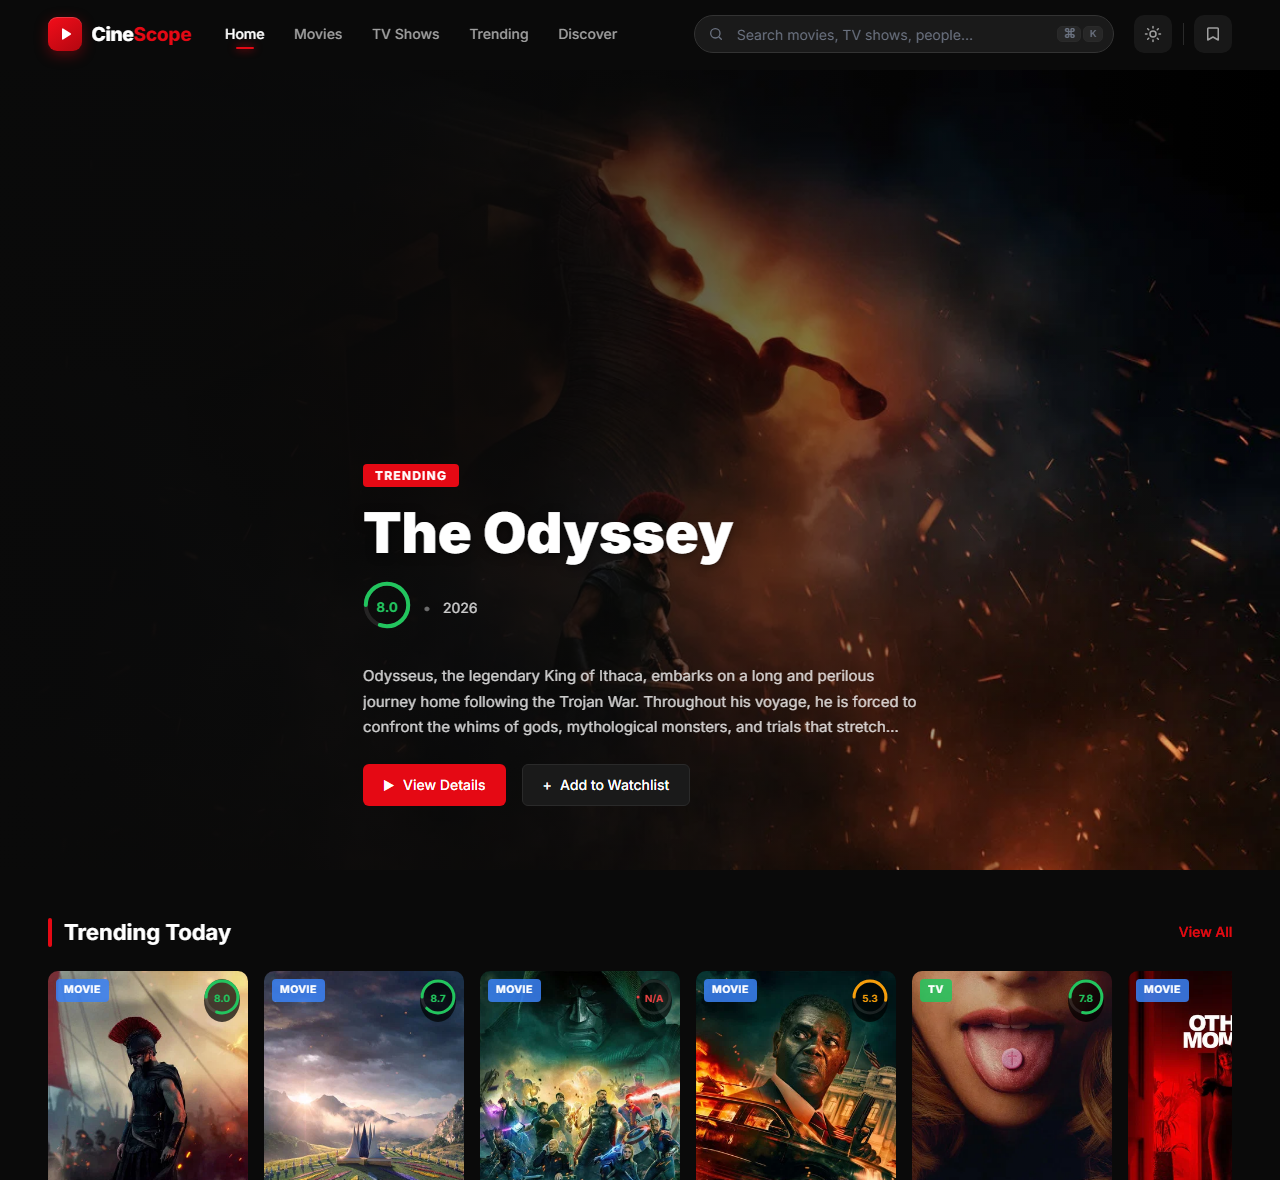 CineScope
Home
Movies
TV Shows
Trending
Discover
Search movies, TV shows, people...
⌘ K
TRENDING
The Odyssey
8.0 • 2026
Odysseus, the legendary King of Ithaca, embarks on a long and perilous
journey home following the Trojan War. Throughout his voyage, he is forced to
confront the whims of gods, mythological monsters, and trials that stretch...
View Details
+ Add to Watchlist
Trending Today
View All
MOVIE
8.0
MOVIE
8.7
MOVIE
N/A
MOVIE
5.3
TV
7.8
MOVIE
OTH
MOM